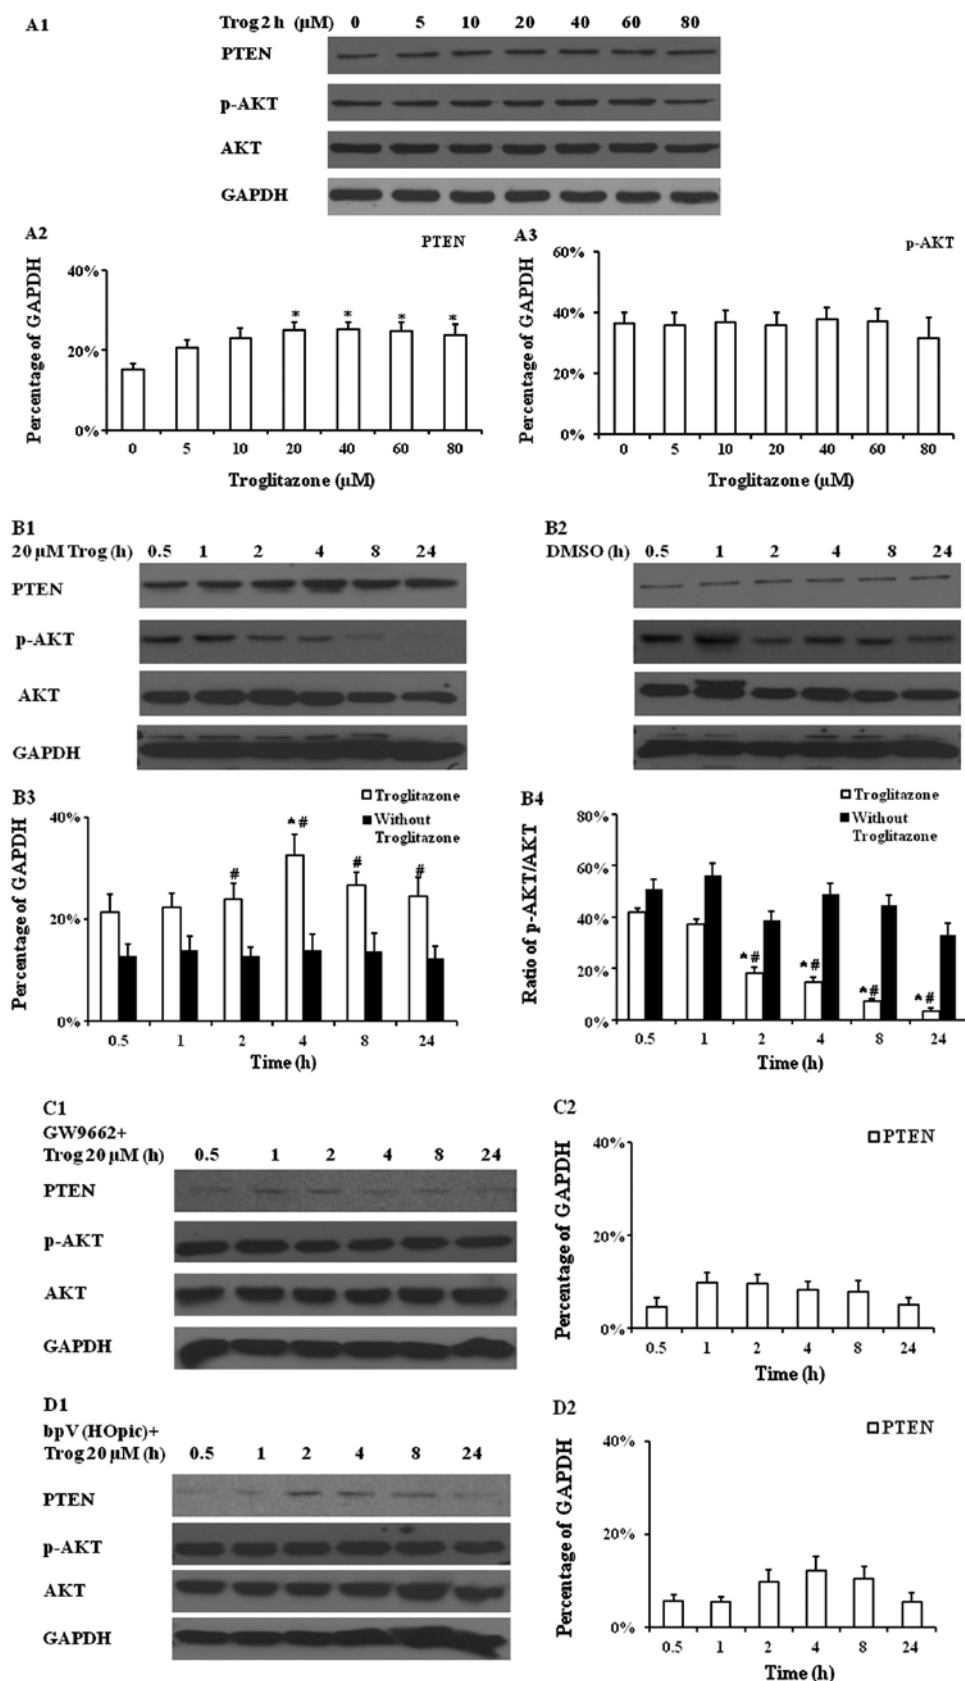 A1
Trog 2 h (μM) 0 5 10 20 40 60 80
PTEN
p-AKT
AKT
GAPDH
A2
PTEN
Percentage of GAPDH
40%
20%
0%
* * * *
0 5 10 20 40 60 80
Troglitazone (μM)
A3
p-AKT
Percentage of GAPDH
60%
40%
20%
0%
0 5 10 20 40 60 80
Troglitazone (μM)
B1
20 μM Trog (h) 0.5 1 2 4 8 24
PTEN
p-AKT
AKT
GAPDH
B2
DMSO (h) 0.5 1 2 4 8 24
B3
Troglitazone
Without
Troglitazone
Percentage of GAPDH
40%
20%
0%
# *# # #
0.5 1 2 4 8 24
Time (h)
B4
Troglitazone
Without
Troglitazone
Ratio of p-AKT/AKT
80%
60%
40%
20%
0%
*# *# *# *#
0.5 1 2 4 8 24
Time (h)
C1
GW9662+
Trog 20 μM (h) 0.5 1 2 4 8 24
PTEN
p-AKT
AKT
GAPDH
C2
PTEN
Percentage of GAPDH
40%
20%
0%
0.5 1 2 4 8 24
Time (h)
D1
bpV (HOpic)+
Trog 20 μM (h) 0.5 1 2 4 8 24
PTEN
p-AKT
AKT
GAPDH
D2
PTEN
Percentage of GAPDH
40%
20%
0%
0.5 1 2 4 8 24
Time (h)